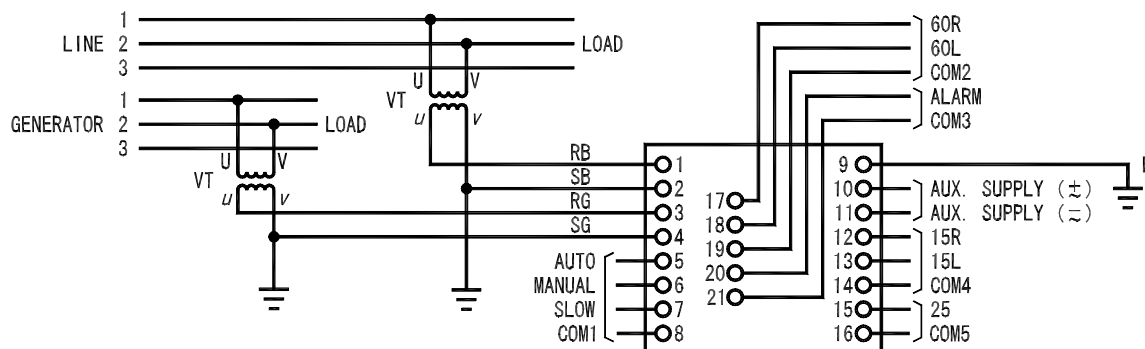 1
LINE 2 LOAD
3
U V
VT
u v
1
GENERATOR 2 LOAD
3
U V
VT
u v
RB
SB
RG
SG
AUTO
MANUAL
SLOW
COM1
1
2
3
4
5
6
7
8
17
18
19
20
21
9
10
11
12
13
14
15
16
60R
60L
COM2
ALARM
COM3
AUX. SUPPLY (±)
AUX. SUPPLY (
15R
15L
COM4
25
COM5